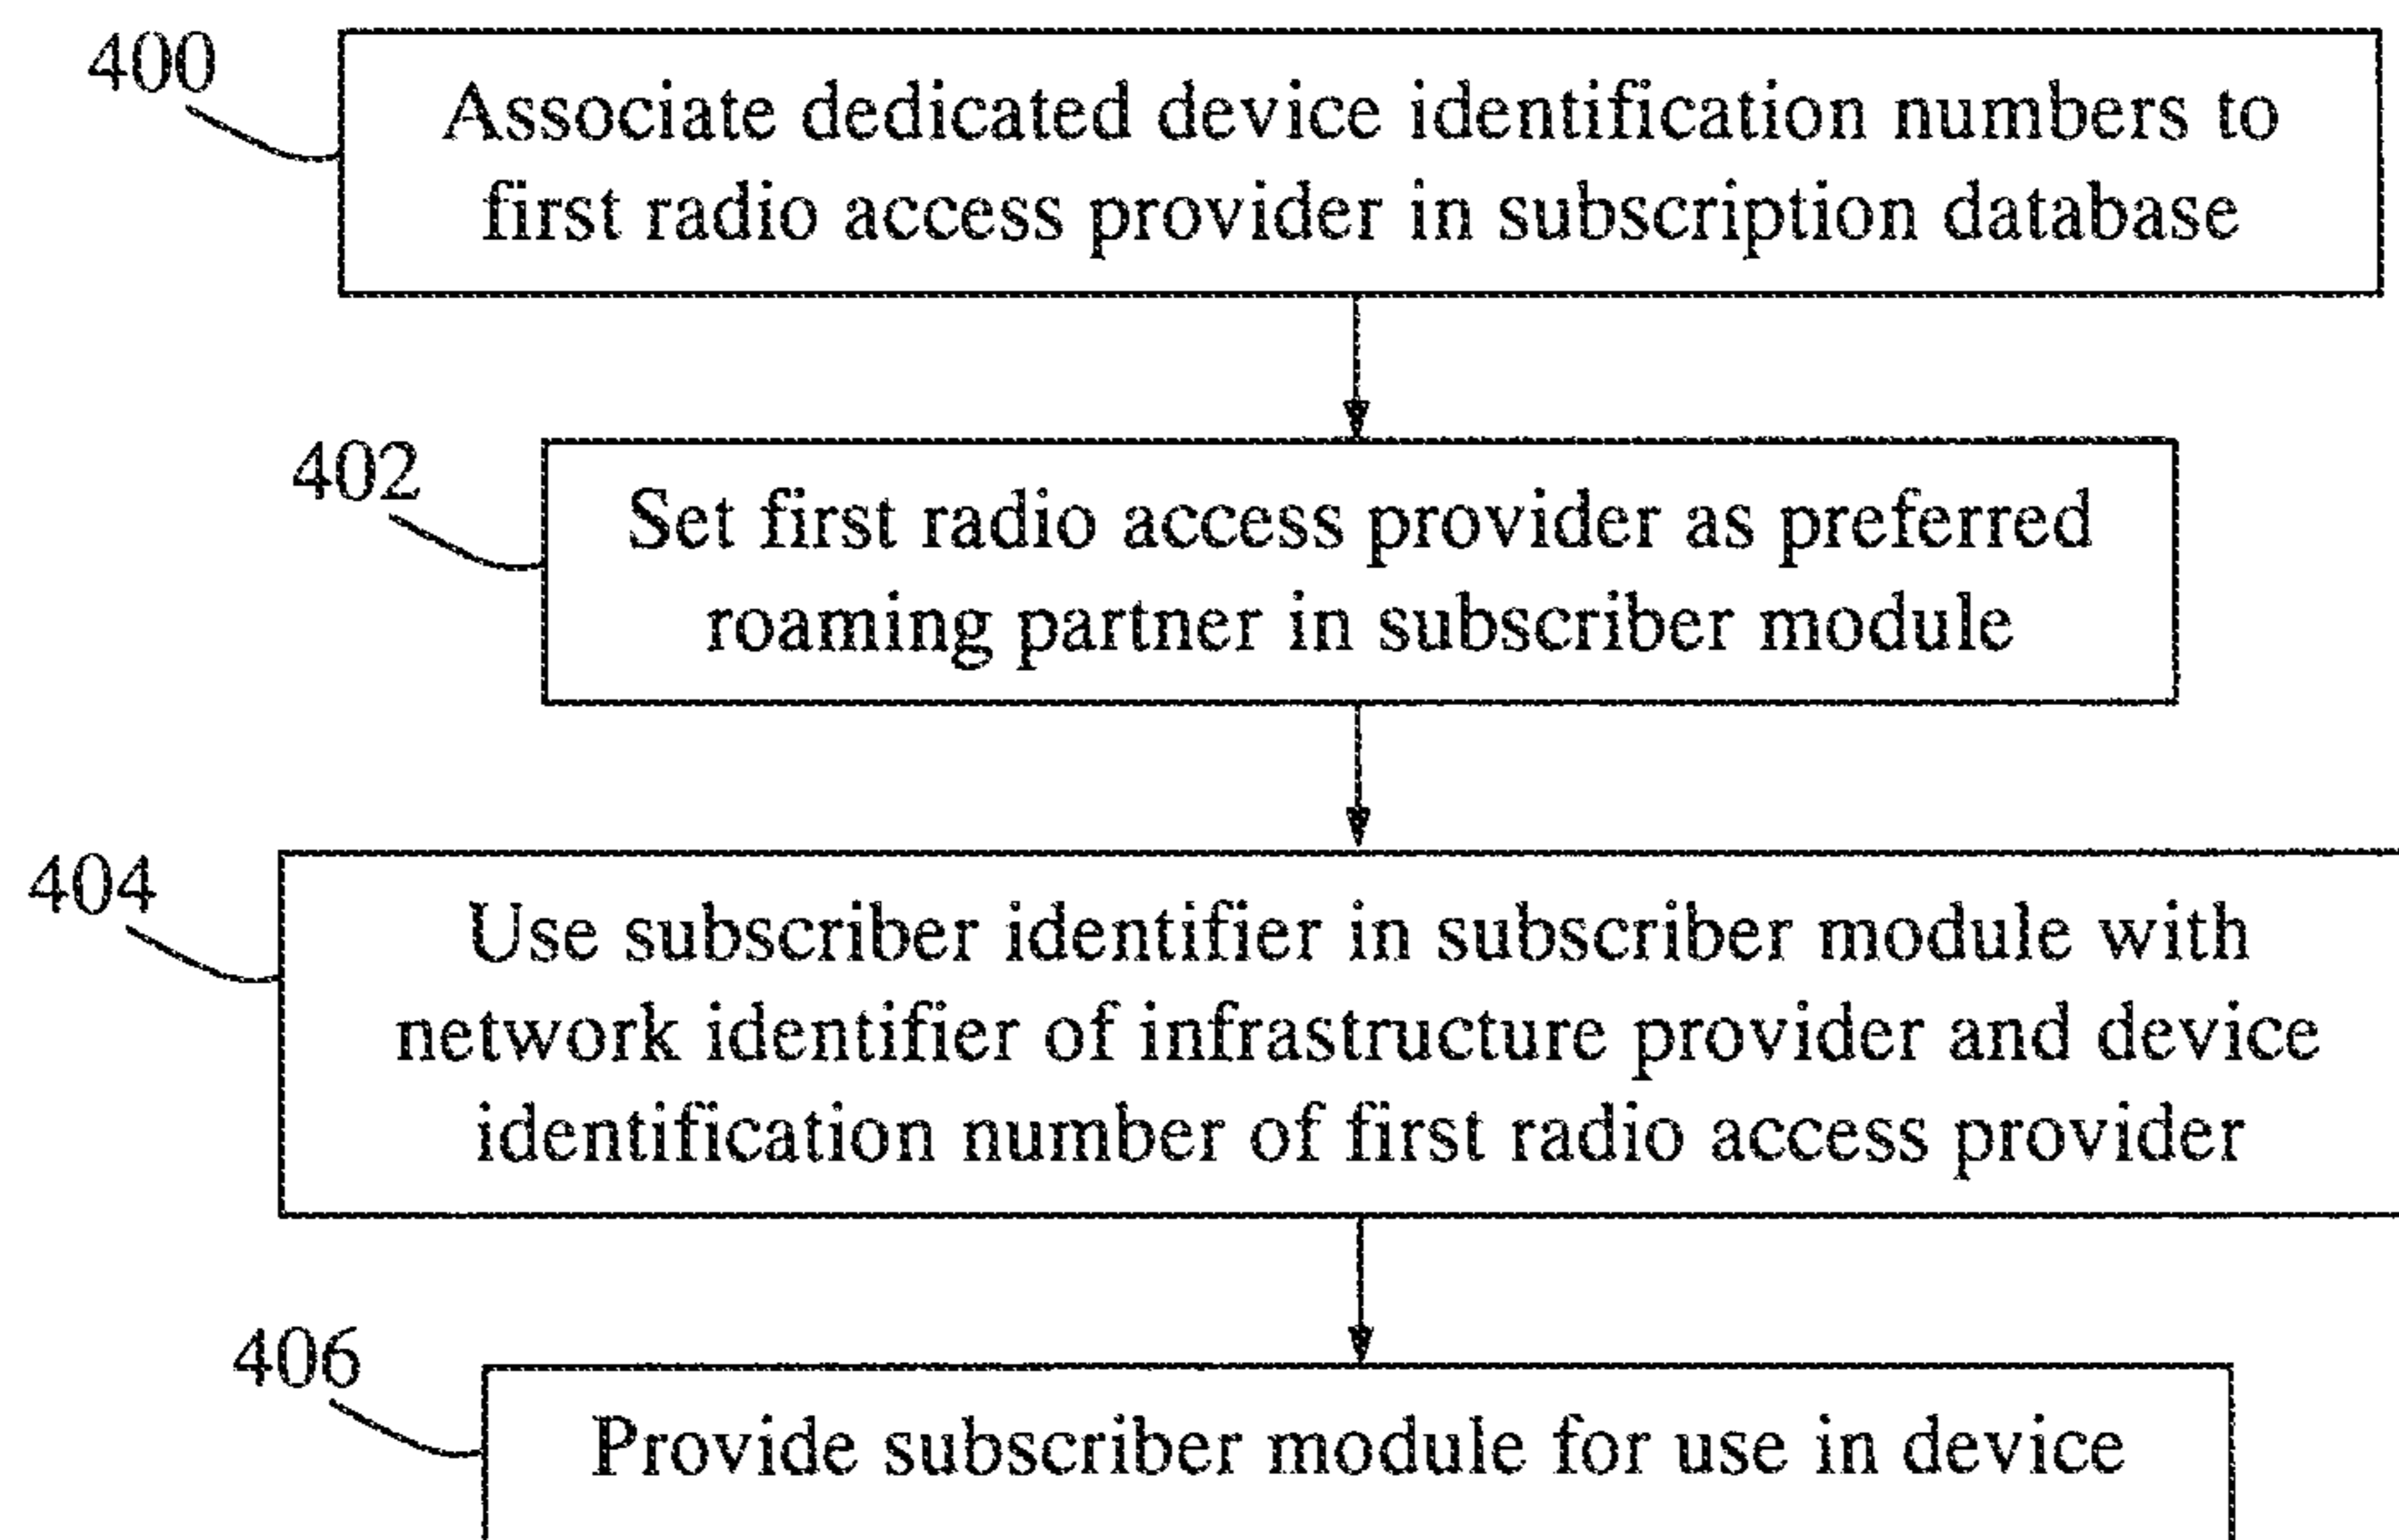 400
Associate dedicated device identification numbers to
first radio access provider in subscription database
402
Set first radio access provider as preferred
roaming partner in subscriber module
404
Use subscriber identifier in subscriber module with
network identifier of infrastructure provider and device
identification number of first radio access provider
406
Provide subscriber module for use in device